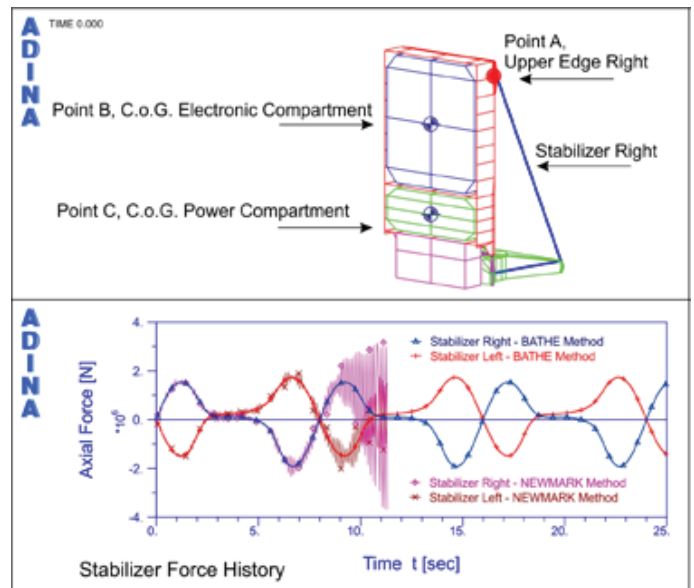 ADINA
TIME 0.000
Point A,
Upper Edge Right
Point B, C.o.G. Electronic Compartment
Stabilizer Right
Point C, C.o.G. Power Compartment
ADINA
Axial Force [N]
*10⁶
4.
2.
0.
-2.
-4.
Stabilizer Right - BATHE Method
Stabilizer Left - BATHE Method
Stabilizer Right - NEWMARK Method
Stabilizer Left - NEWMARK Method
0. 5. 10. 15. 20. 25.
Time t [sec]
Stabilizer Force History